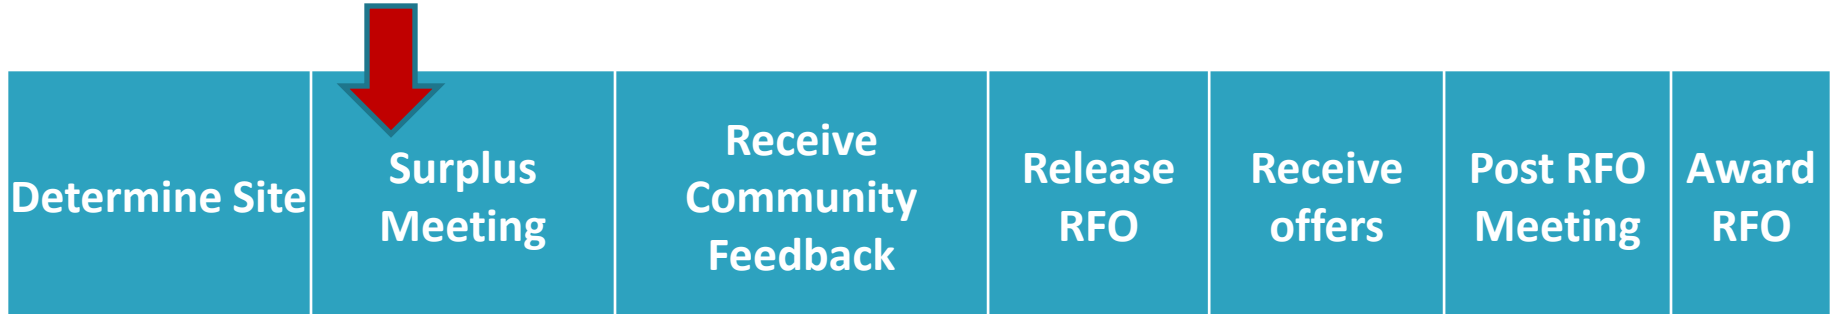 Determine Site
Surplus
Meeting
Receive
Community
Feedback
Release
RFO
Receive
offers
Post RFO
Meeting
Award
RFO